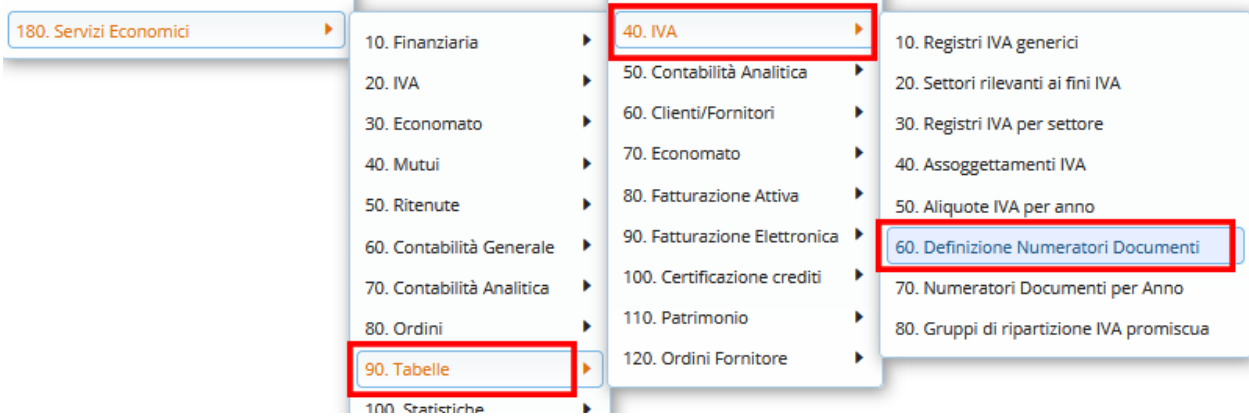 180. Servizi Economici
10. Finanziaria
20. IVA
30. Economato
40. Mutui
50. Ritenute
60. Contabilità Generale
70. Contabilità Analitica
80. Ordini
90. Tabelle
100. Statistiche
40. IVA
50. Contabilità Analitica
60. Clienti/Fornitori
70. Economato
80. Fatturazione Attiva
90. Fatturazione Elettronica
100. Certificazione crediti
110. Patrimonio
120. Ordini Fornitore
10. Registri IVA generici
20. Settori rilevanti ai fini IVA
30. Registri IVA per settore
40. Assoggettamenti IVA
50. Aliquote IVA per anno
60. Definizione Numeratori Documenti
70. Numeratori Documenti per Anno
80. Gruppi di ripartizione IVA promiscua